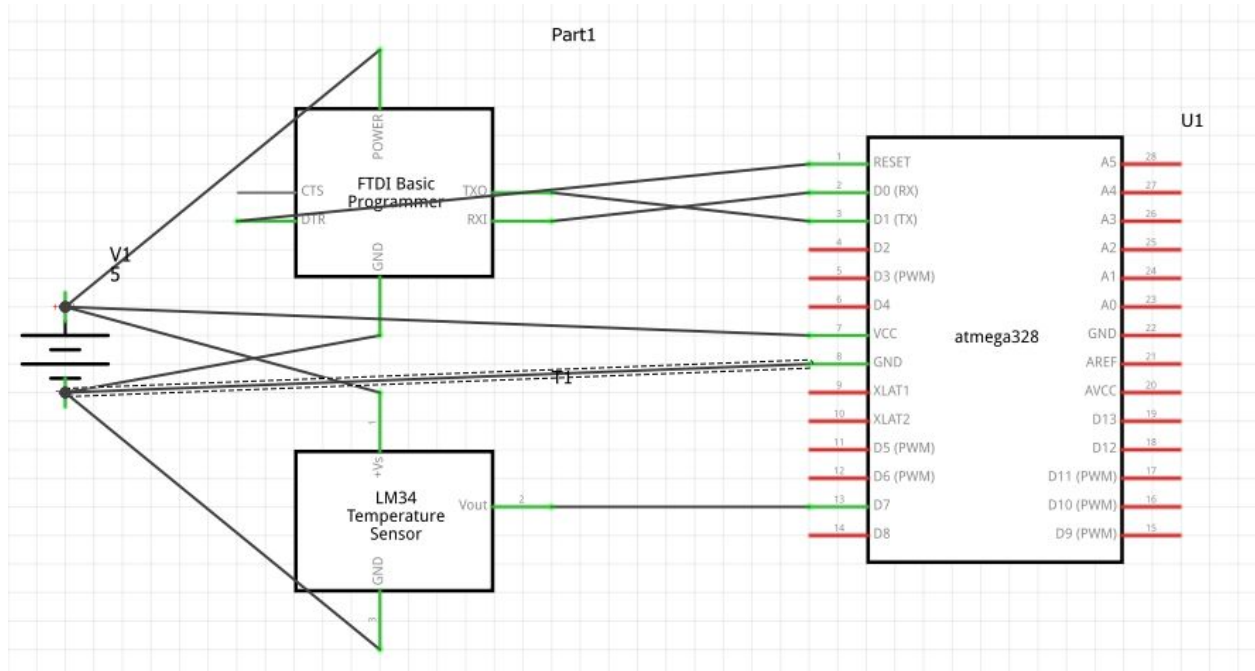 Part1
U1
POWER
CTS
DTR
FTDI Basic
Programmer
TXO
RXI
GND
V1
5
+
T1
1
+Vs
LM34
Temperature
Sensor
Vout
2
GND
3
atmega328
1 RESET
2 D0 (RX)
3 D1 (TX)
4 D2
5 D3 (PWM)
6 D4
7 VCC
8 GND
9 XLAT1
10 XLAT2
11 D5 (PWM)
12 D6 (PWM)
13 D7
14 D8
A5 28
A4 27
A3 26
A2 25
A1 24
A0 23
GND 22
AREF 21
AVCC 20
D13 19
D12 18
D11 (PWM) 17
D10 (PWM) 16
D9 (PWM) 15